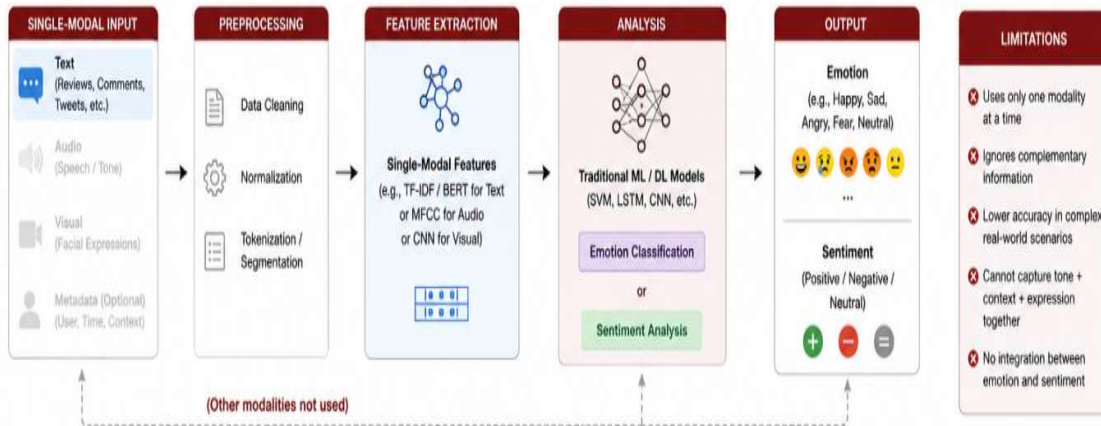 SINGLE-MODAL INPUT
Text
(Reviews, Comments,
Tweets, etc.)
Audio
(Speech / Tone)
Visual
(Facial Expressions)
Metadata (Optional)
(User, Time, Context)
PREPROCESSING
Data Cleaning
Normalization
Tokenization /
Segmentation
FEATURE EXTRACTION
Single-Modal Features
(e.g., TF-IDF / BERT for Text
or MFCC for Audio
or CNN for Visual)
ANALYSIS
Traditional ML / DL Models
(SVM, LSTM, CNN, etc.)
Emotion Classification
or
Sentiment Analysis
OUTPUT
Emotion
(e.g., Happy, Sad,
Angry, Fear, Neutral)
...
Sentiment
(Positive / Negative /
Neutral)
LIMITATIONS
Uses only one modality
at a time
Ignores complementary
information
Lower accuracy in complex
real-world scenarios
Cannot capture tone +
context + expression
together
No integration between
emotion and sentiment
(Other modalities not used)